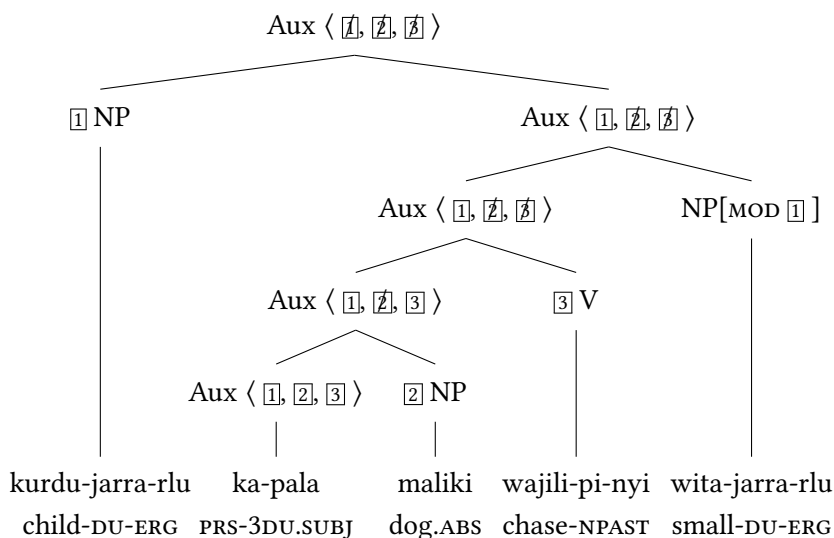 Aux ⟨ 1̸, 2̸, 3̸ ⟩
1 NP Aux ⟨ 1, 2̸, 3̸ ⟩
Aux ⟨ 1, 2̸, 3̸ ⟩ NP[MOD 1 ]
Aux ⟨ 1, 2̸, 3 ⟩ 3 V
Aux ⟨ 1, 2, 3 ⟩ 2 NP
kurdu-jarra-rlu ka-pala maliki wajili-pi-nyi wita-jarra-rlu
child-DU-ERG PRS-3DU.SUBJ dog.ABS chase-NPAST small-DU-ERG